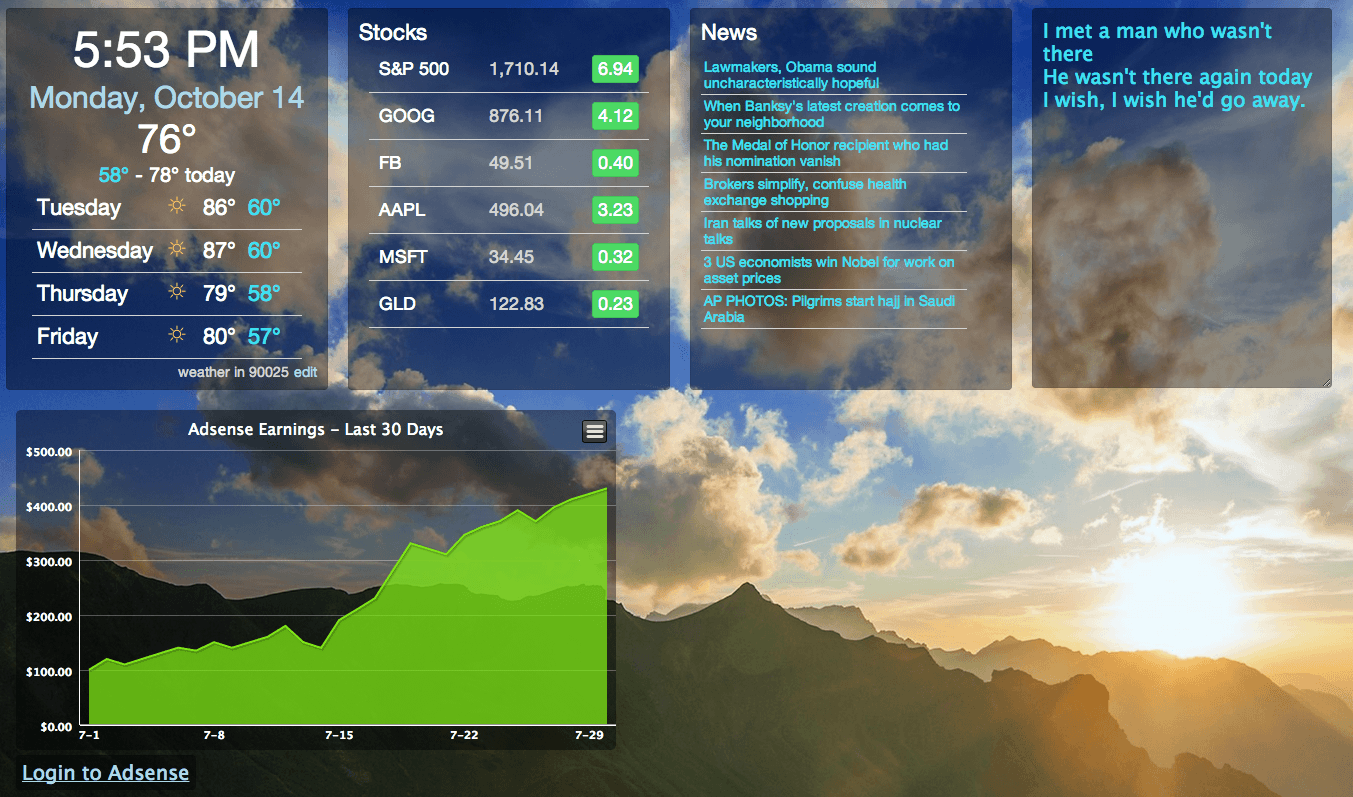 5:53 PM
Monday, October 14
76°
58° - 78° today
Tuesday 86° 60°
Wednesday 87° 60°
Thursday 79° 58°
Friday 80° 57°
weather in 90025 edit
Stocks
S&P 500 1,710.14 6.94
GOOG 876.11 4.12
FB 49.51 0.40
AAPL 496.04 3.23
MSFT 34.45 0.32
GLD 122.83 0.23
News
Lawmakers, Obama sound
uncharacteristically hopeful
When Banksy's latest creation comes to
your neighborhood
The Medal of Honor recipient who had
his nomination vanish
Brokers simplify, confuse health
exchange shopping
Iran talks of new proposals in nuclear
talks
3 US economists win Nobel for work on
asset prices
AP PHOTOS: Pilgrims start hajj in Saudi
Arabia
I met a man who wasn't
there
He wasn't there again today
I wish, I wish he'd go away.
Adsense Earnings - Last 30 Days
$500.00
$400.00
$300.00
$200.00
$100.00
$0.00
7-1 7-8 7-15 7-22 7-29
Login to Adsense